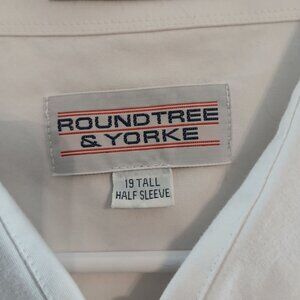 ROUNDTREE
& YORKE
19 TALL
HALF SLEEVE